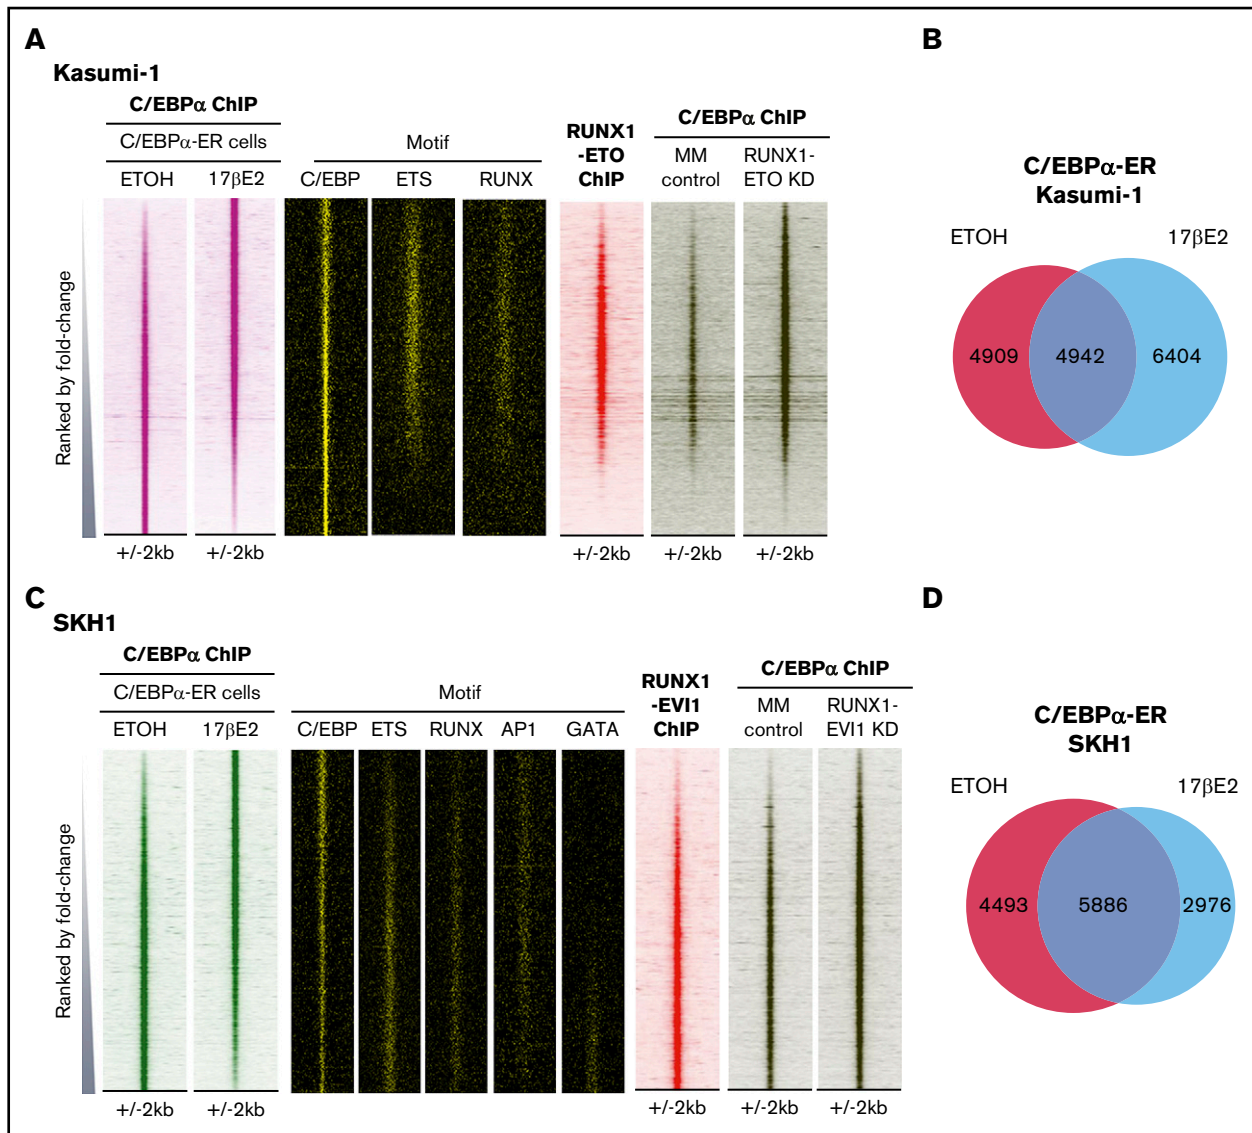 A
Kasumi-1
C/EBPα ChIP
C/EBPα-ER cells
ETOH
17βE2
Motif
C/EBP
ETS
RUNX
RUNX1
-ETO
ChIP
C/EBPα ChIP
MM
control
RUNX1-
ETO KD
Ranked by fold-change
+/-2kb
+/-2kb
+/-2kb
+/-2kb
+/-2kb
B
C/EBPα-ER
Kasumi-1
ETOH
17βE2
4909
4942
6404
C
SKH1
C/EBPα ChIP
C/EBPα-ER cells
ETOH
17βE2
Motif
C/EBP
ETS
RUNX
AP1
GATA
RUNX1
-EVI1
ChIP
C/EBPα ChIP
MM
control
RUNX1-
EVI1 KD
Ranked by fold-change
+/-2kb
+/-2kb
+/-2kb
+/-2kb
+/-2kb
D
C/EBPα-ER
SKH1
ETOH
17βE2
4493
5886
2976